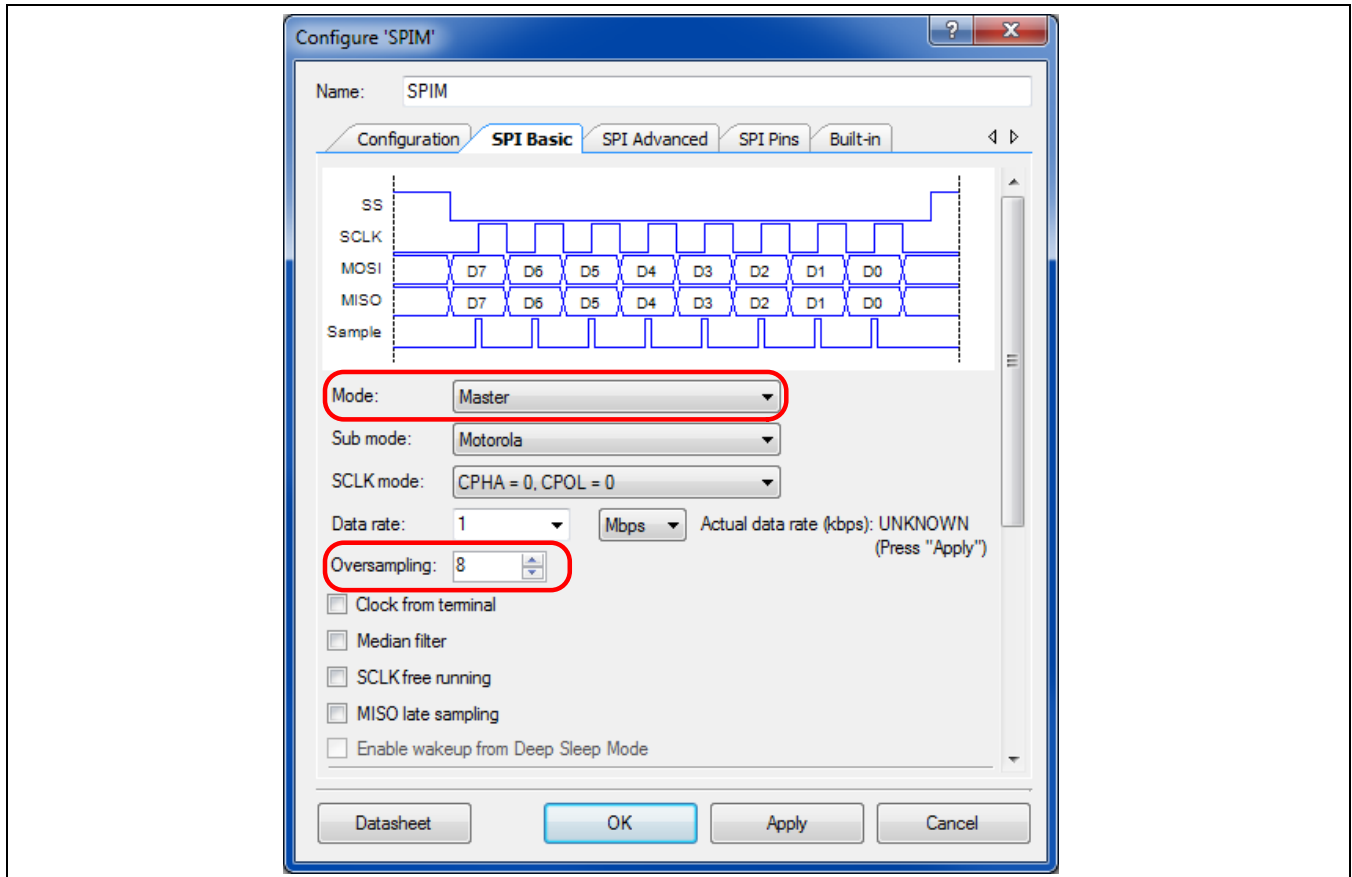 Configure 'SPIM'
?
X
Name: SPIM
Configuration SPI Basic SPI Advanced SPI Pins Built-in
SS
SCLK
MOSI D7 D6 D5 D4 D3 D2 D1 D0
MISO D7 D6 D5 D4 D3 D2 D1 D0
Sample
Mode: Master
Sub mode: Motorola
SCLK mode: CPHA = 0, CPOL = 0
Data rate: 1 Mbps Actual data rate (kbps): UNKNOWN
(Press "Apply")
Oversampling: 8
Clock from terminal
Median filter
SCLK free running
MISO late sampling
Enable wakeup from Deep Sleep Mode
Datasheet OK Apply Cancel